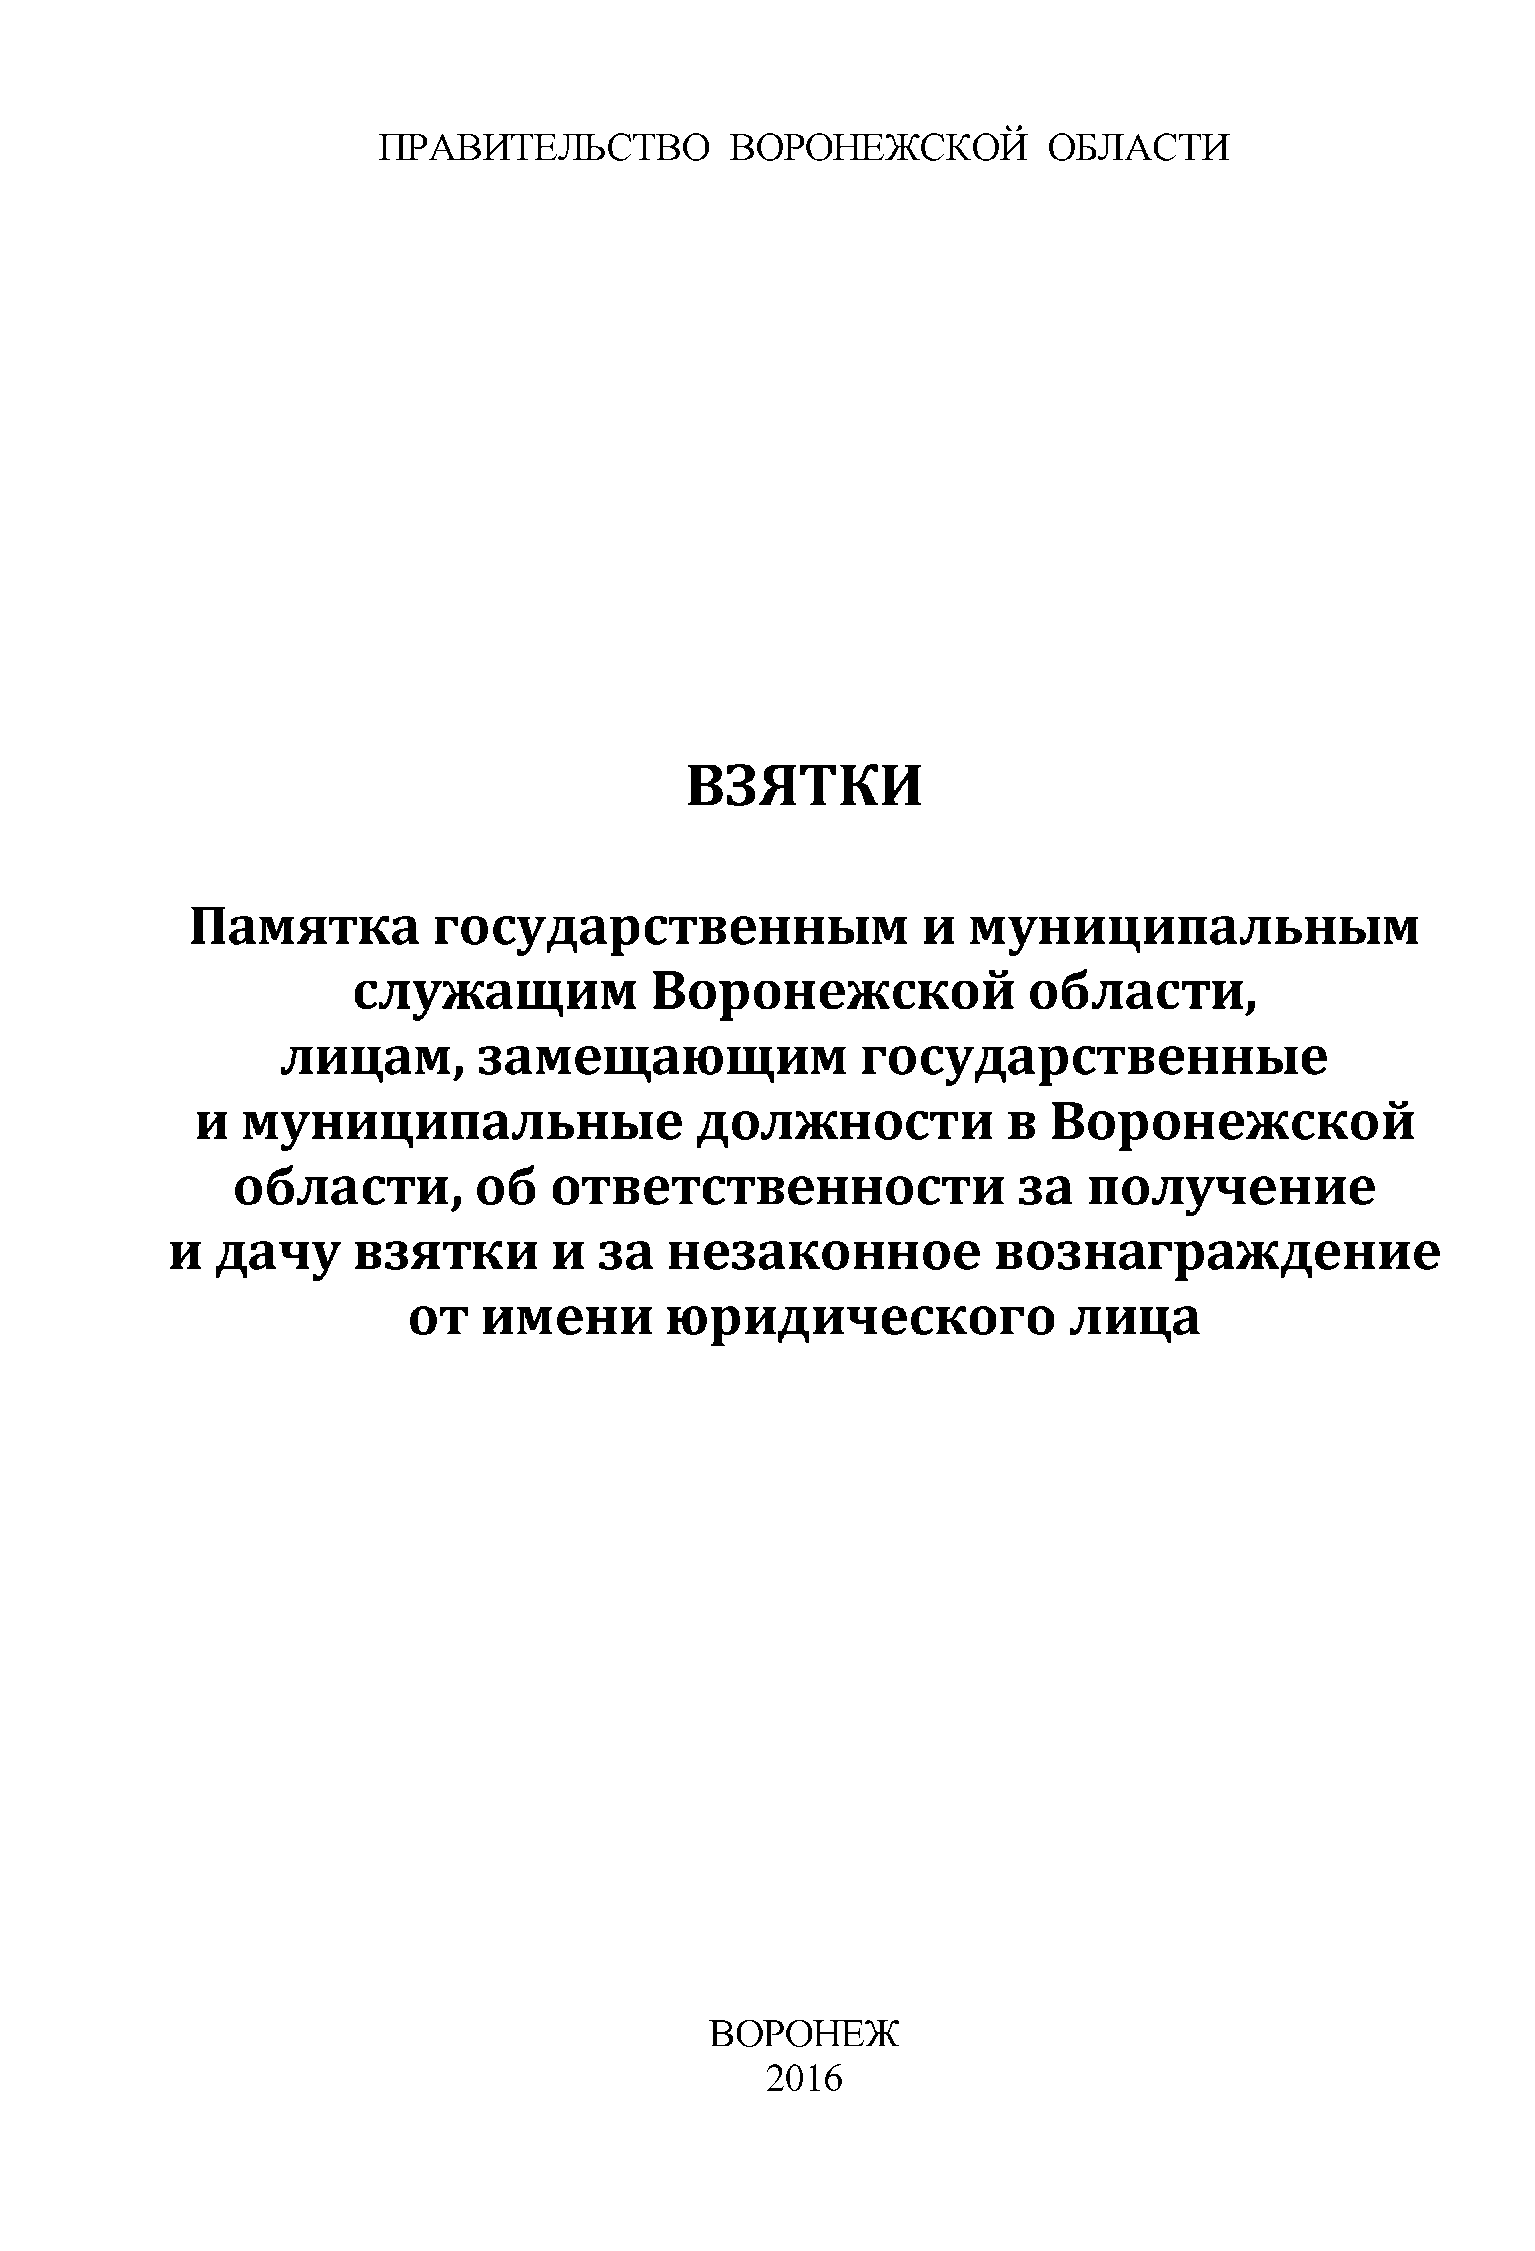 ПРАВИТЕЛЬСТВО ВОРОНЕЖСКОЙ ОБЛАСТИ
ВЗЯТКИ
Памятка государственным и муниципальным
служащим Воронежской области,
лицам, замещающим государственные
и муниципальные должности в Воронежской
области, об ответственности за получение
и дачу взятки и за незаконное вознаграждение
от имени юридического лица
ВОРОНЕЖ
2016